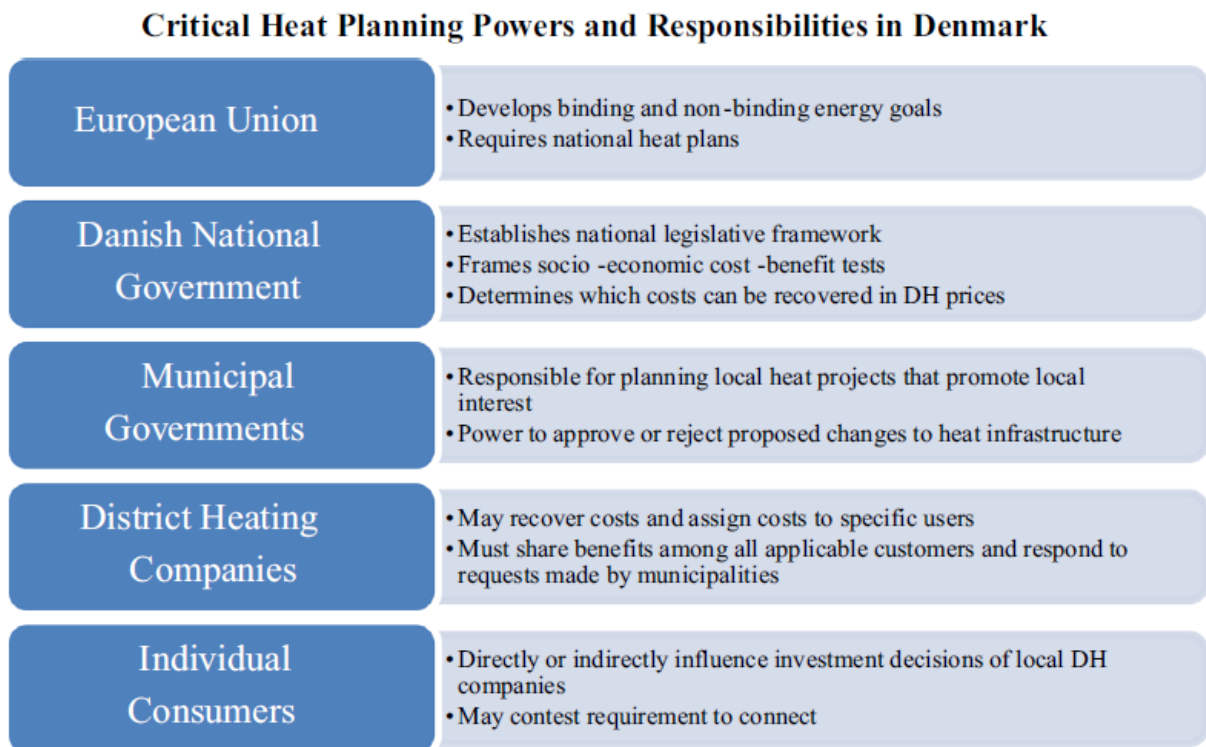 Critical Heat Planning Powers and Responsibilities in Denmark
European Union
• Develops binding and non-binding energy goals
• Requires national heat plans
Danish National
Government
• Establishes national legislative framework
• Frames socio -economic cost -benefit tests
• Determines which costs can be recovered in DH prices
Municipal
Governments
• Responsible for planning local heat projects that promote local
interest
• Power to approve or reject proposed changes to heat infrastructure
District Heating
Companies
• May recover costs and assign costs to specific users
• Must share benefits among all applicable customers and respond to
requests made by municipalities
Individual
Consumers
• Directly or indirectly influence investment decisions of local DH
companies
• May contest requirement to connect